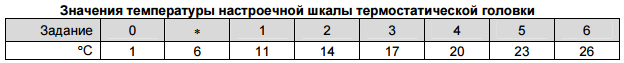 Значения температуры настроечной шкалы термостатической головки
Задание 0 * 1 2 3 4 5 6
°C 1 6 11 14 17 20 23 26